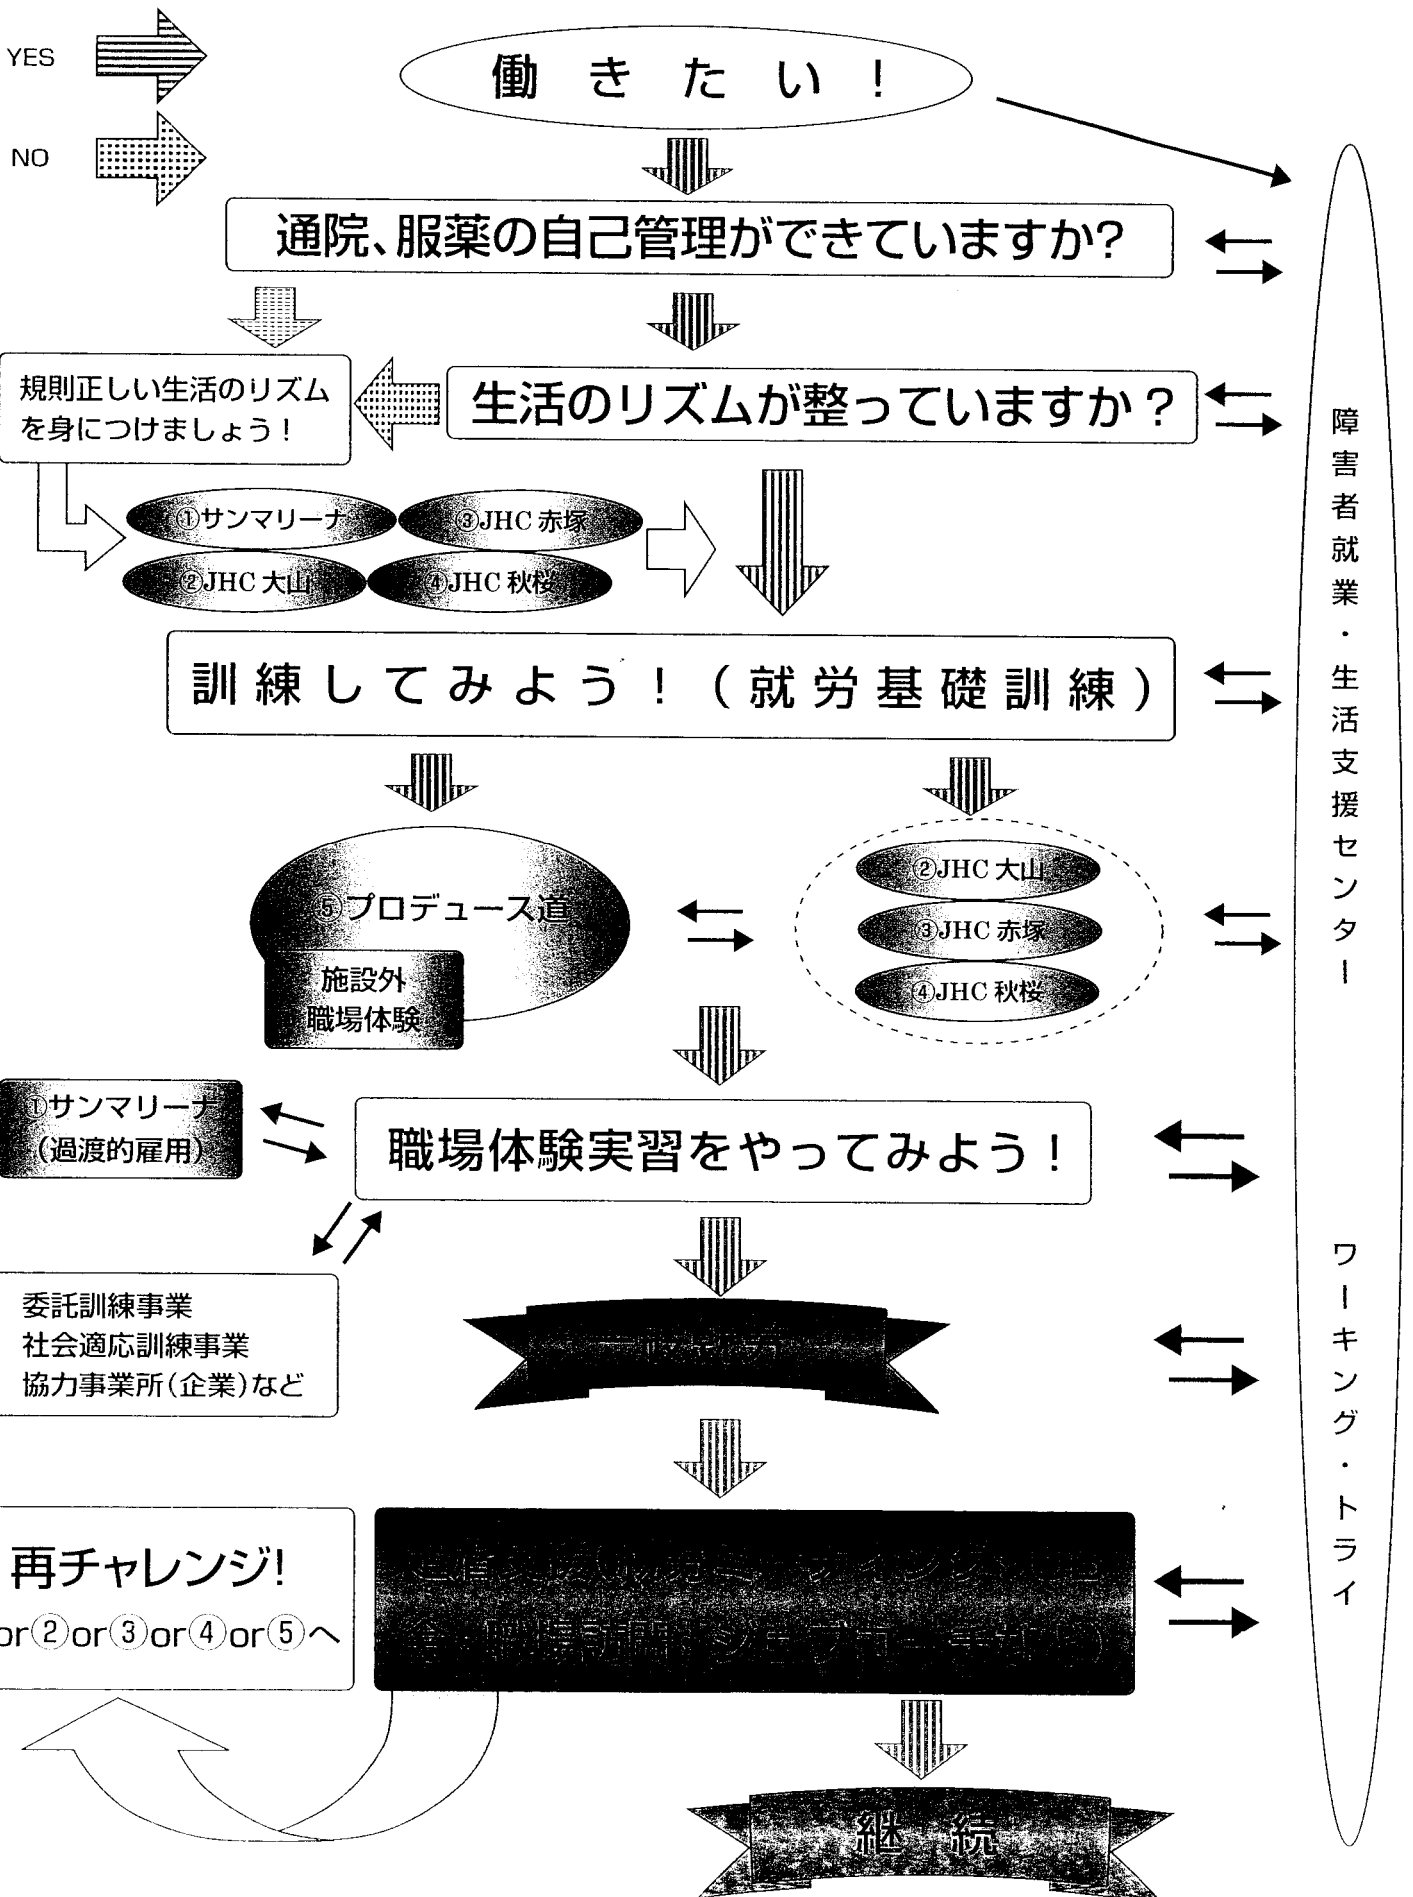 YES
働きたい!
NO
通院、服薬の自己管理ができていますか?
規則正しい生活のリズム
を身につけましょう!
生活のリズムが整っていますか?
①サンマリーナ
③JHC 赤塚
②JHC 大山
④JHC 秋桜
訓練してみよう!(就労基礎訓練)
⑤プロデュース道
施設外
職場体験
②JHC 大山
③JHC 赤塚
④JHC 秋桜
①サンマリーナ
(過渡的雇用)
職場体験実習をやってみよう!
委託訓練事業
社会適応訓練事業
協力事業所(企業)など
再チャレンジ!
or②or③or④or⑤へ
継続
障害者就業・生活支援センター ワーキング・トライ